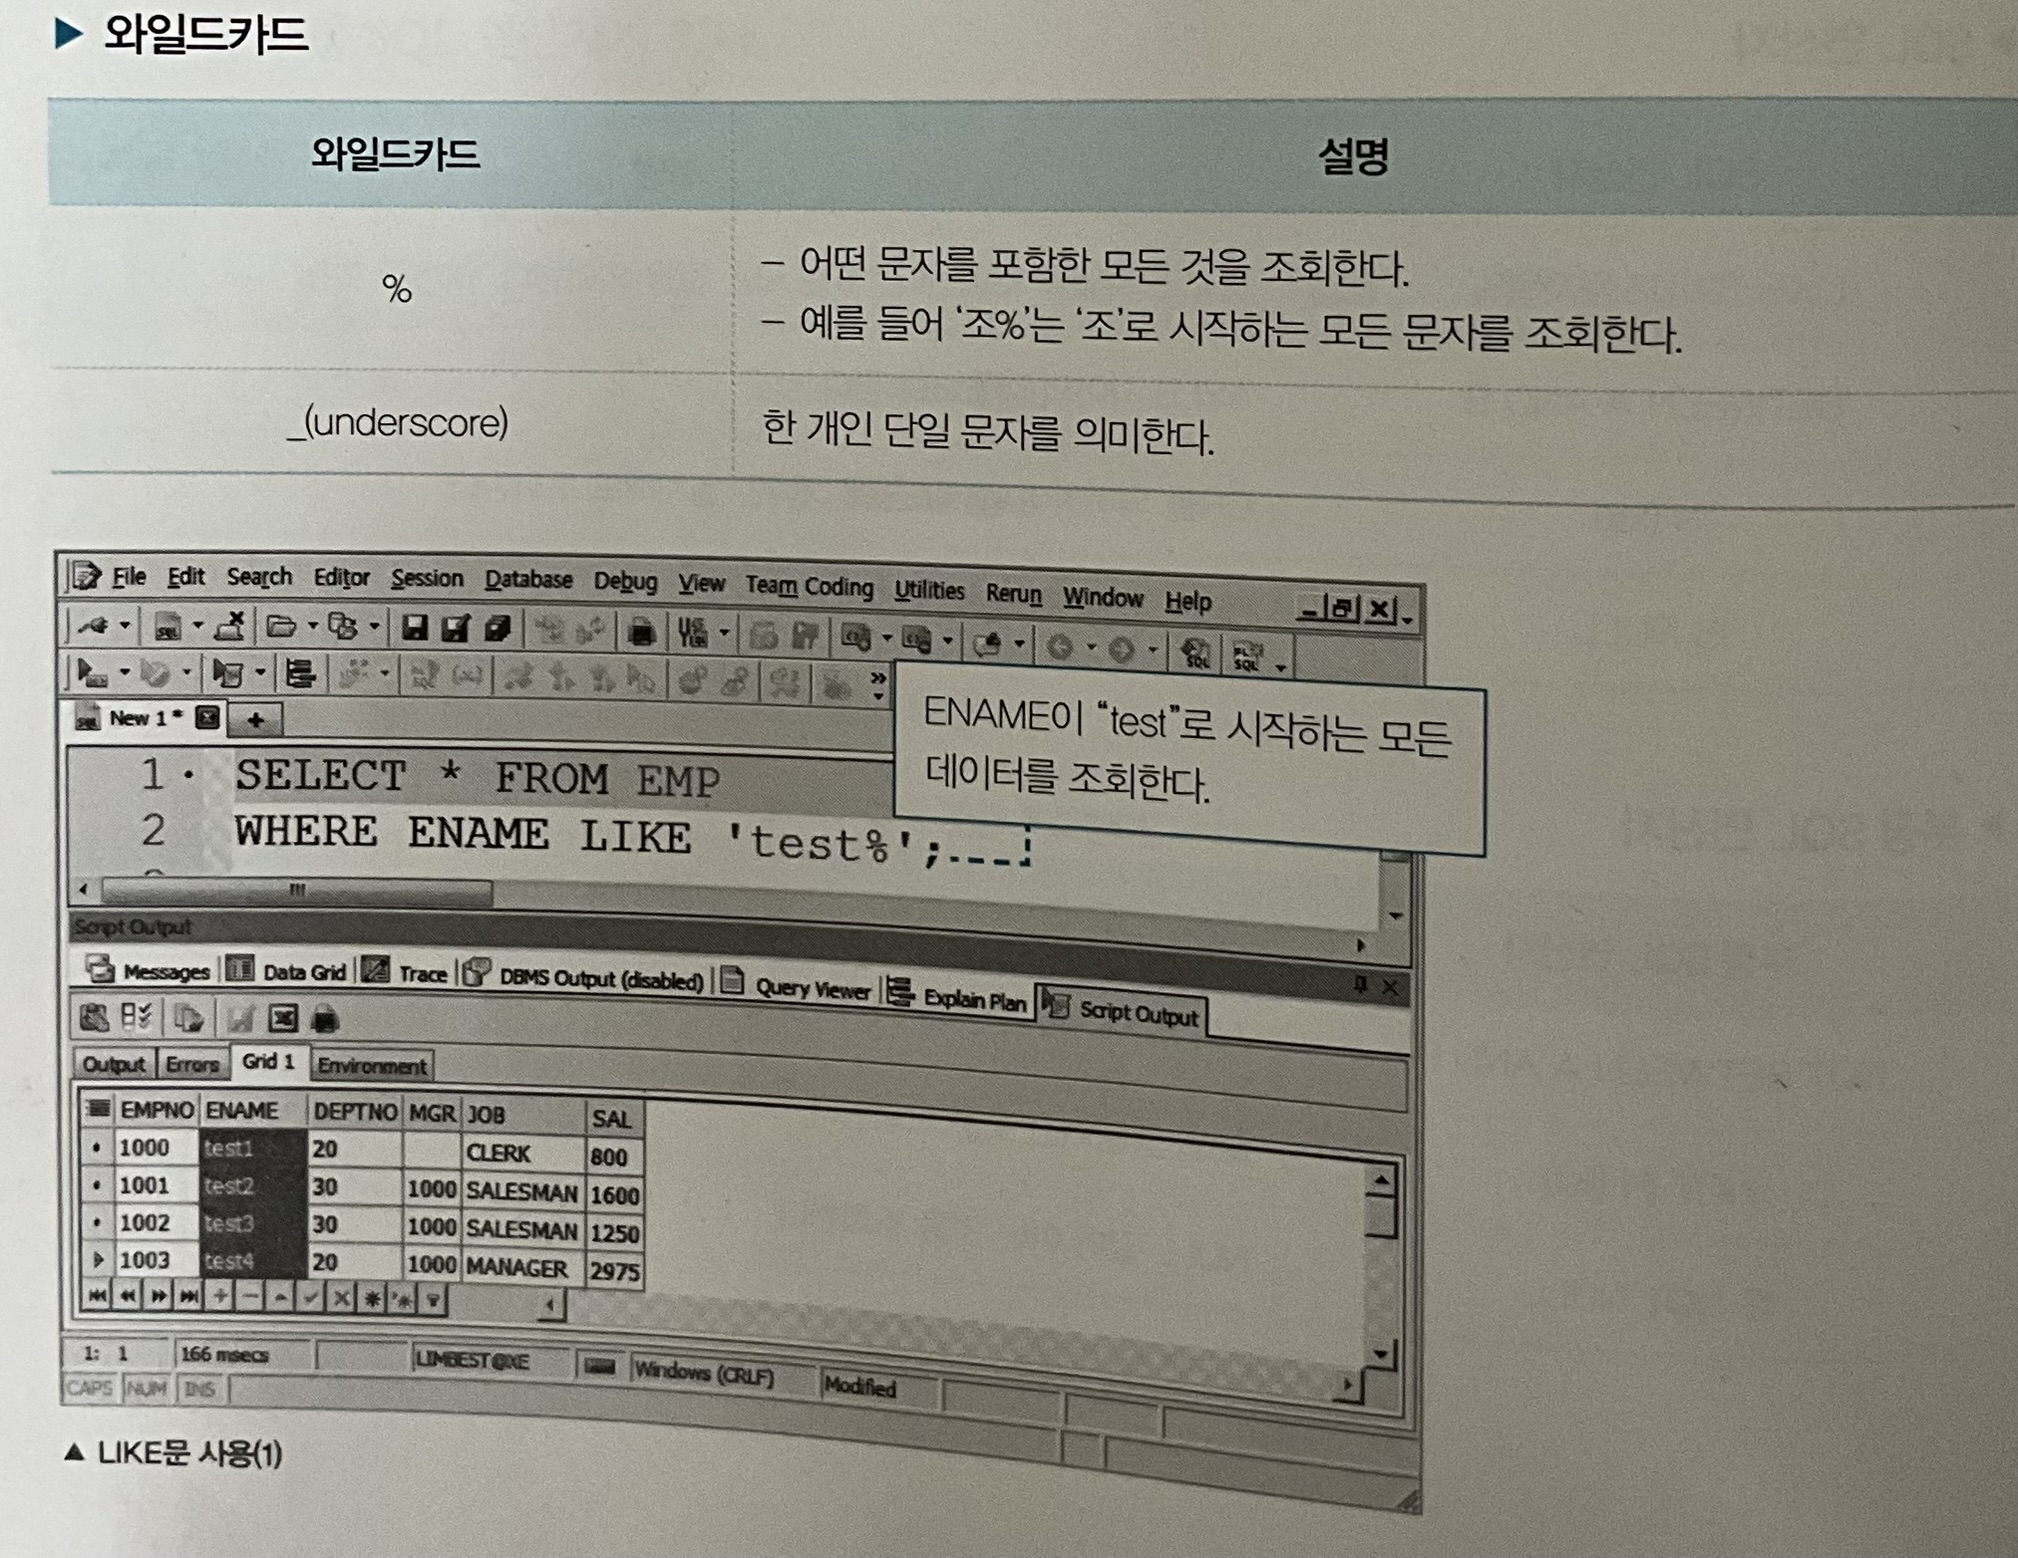 ▶ 와일드카드
와일드카드 설명
% – 어떤 문자를 포함한 모든 것을 조회한다.
– 예를 들어 ‘조%’는 ‘조’로 시작하는 모든 문자를 조회한다.
_(underscore) 한 개인 단일 문자를 의미한다.
File Edit Search Editor Session Database Debug View Team Coding Utilities Rerun Window Help
New 1*
ENAME이 “test”로 시작하는 모든
데이터를 조회한다.
1 SELECT * FROM EMP
2 WHERE ENAME LIKE 'test%';
Script Output
Messages Data Grid Trace DBMS Output (disabled) Query Viewer Explain Plan Script Output
Output Errors Grid 1 Environment
EMPNO ENAME DEPTNO MGR JOB SAL
1000 test1 20 CLERK 800
1001 test2 30 1000 SALESMAN 1600
1002 test3 30 1000 SALESMAN 1250
1003 test4 20 1000 MANAGER 2975
1: 1 166 msecs LIMBEST@XE Windows (CRLF) Modified
CAPS NUM INS
▲ LIKE문 사용(1)